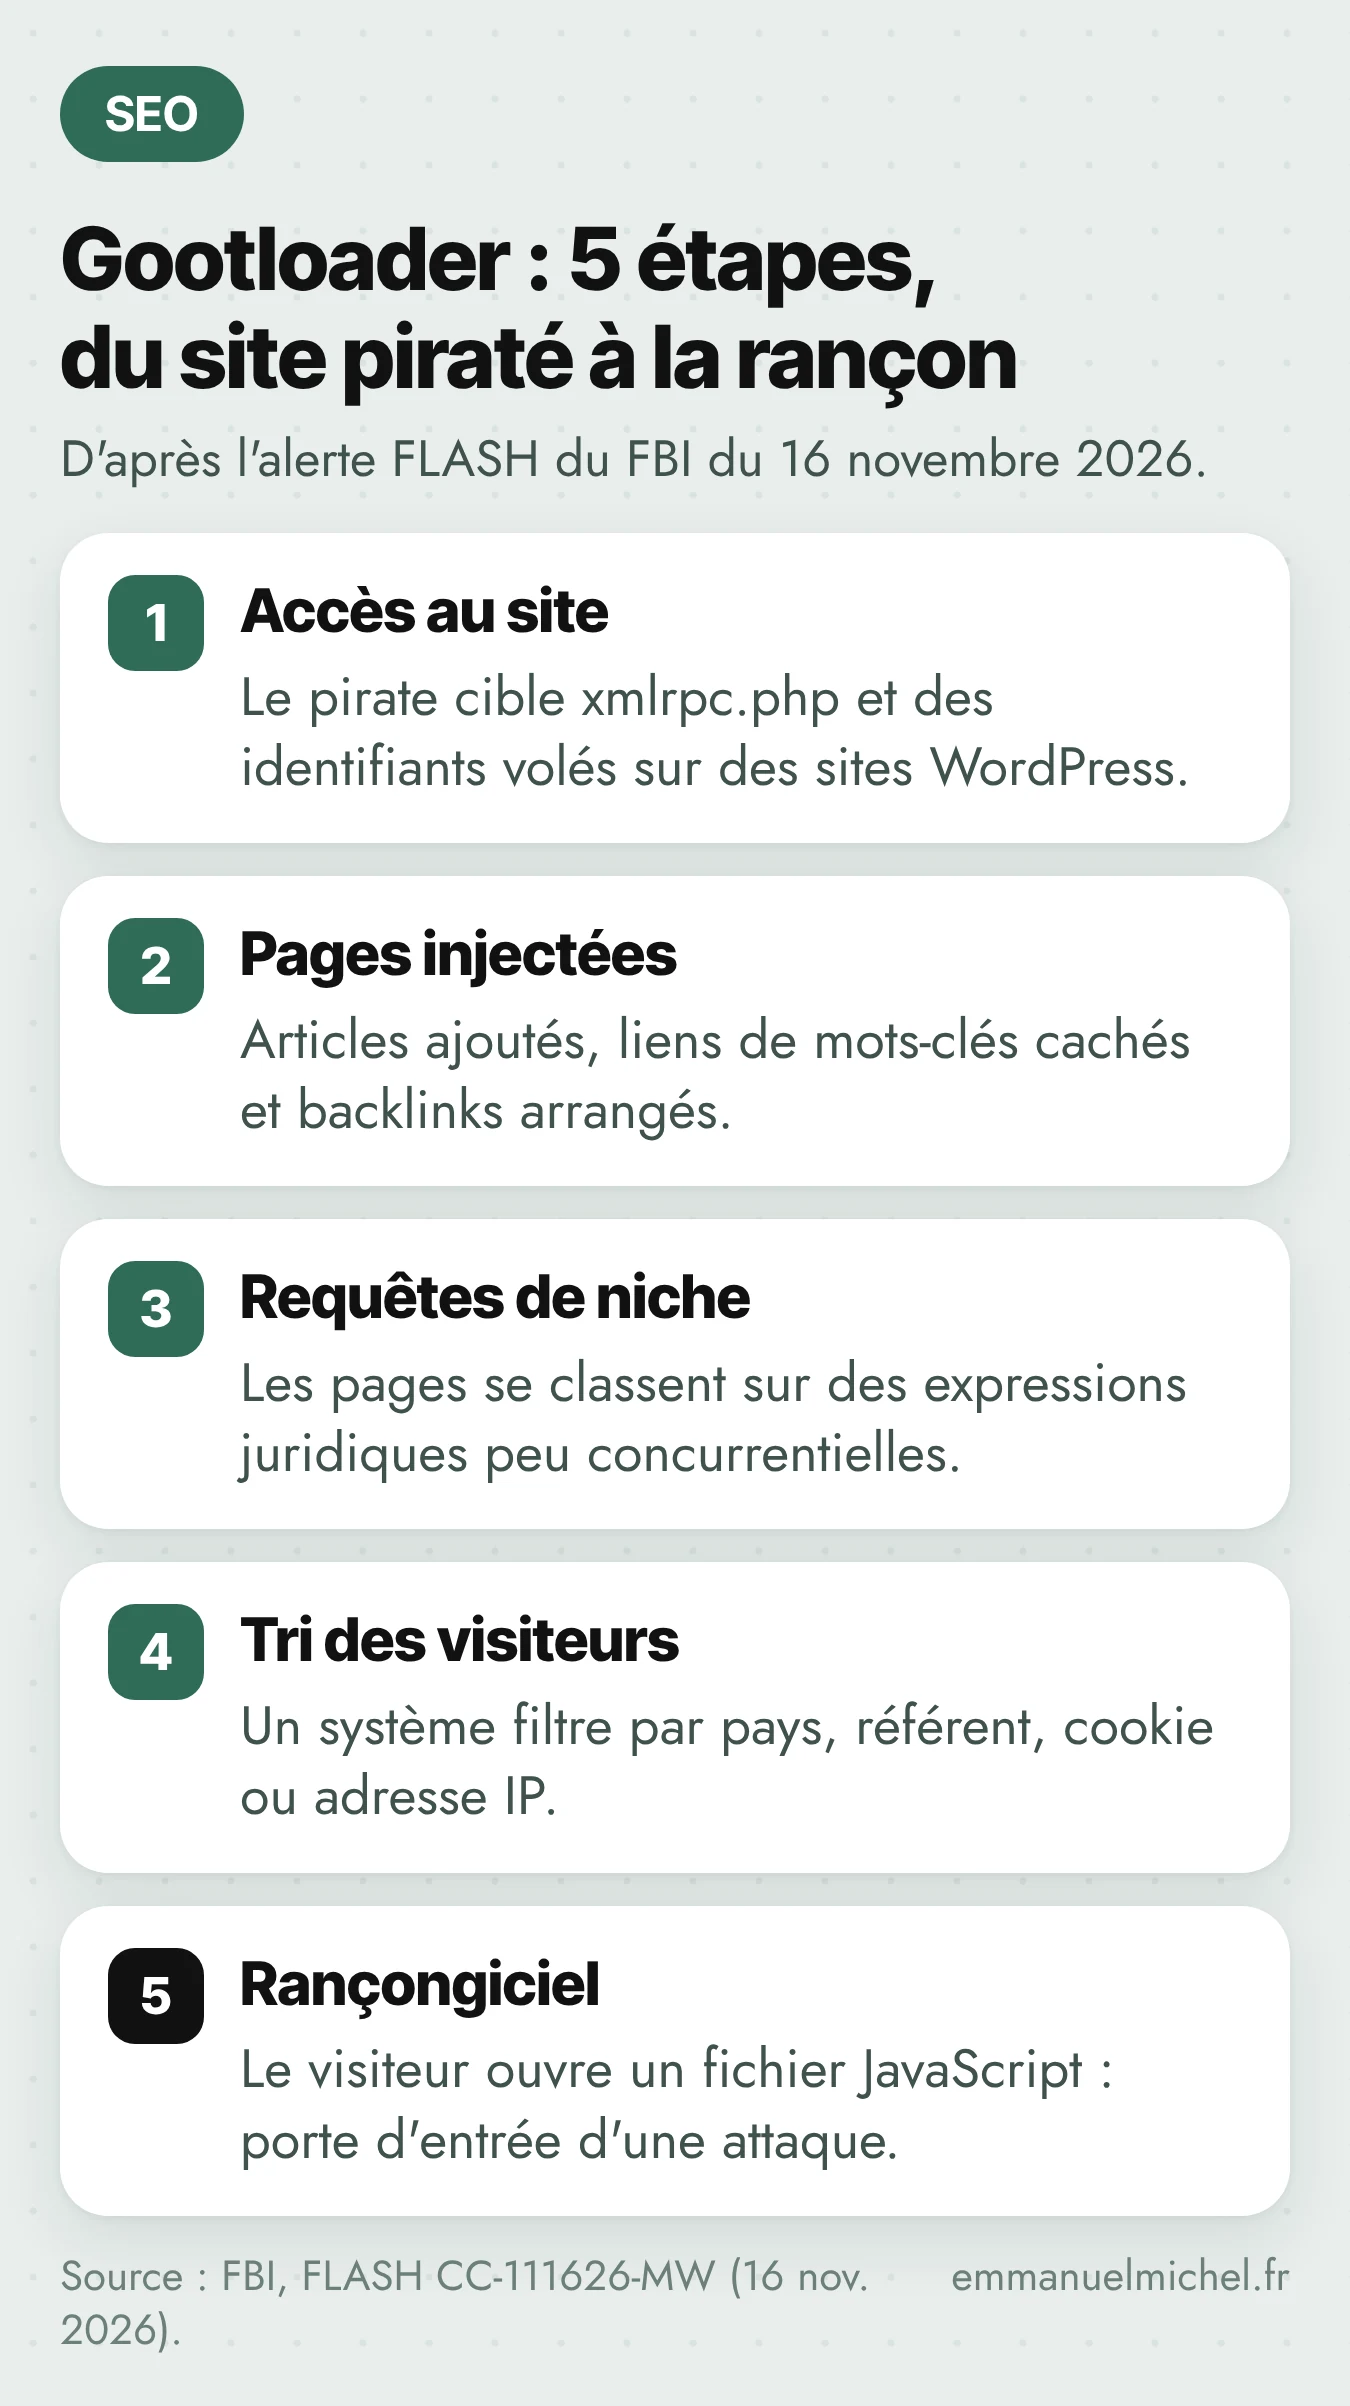 SEO
Gootloader : 5 étapes,
du site piraté à la rançon
D'après l'alerte FLASH du FBI du 16 novembre 2026.
1
Accès au site
Le pirate cible xmlrpc.php et des
identifiants volés sur des sites WordPress.
2
Pages injectées
Articles ajoutés, liens de mots-clés cachés
et backlinks arrangés.
3
Requêtes de niche
Les pages se classent sur des expressions
juridiques peu concurrentielles.
4
Tri des visiteurs
Un système filtre par pays, référent, cookie
ou adresse IP.
5
Rançongiciel
Le visiteur ouvre un fichier JavaScript :
porte d'entrée d'une attaque.
Source : FBI, FLASH CC-111626-MW (16 nov.
2026).
emmanuelmichel.fr